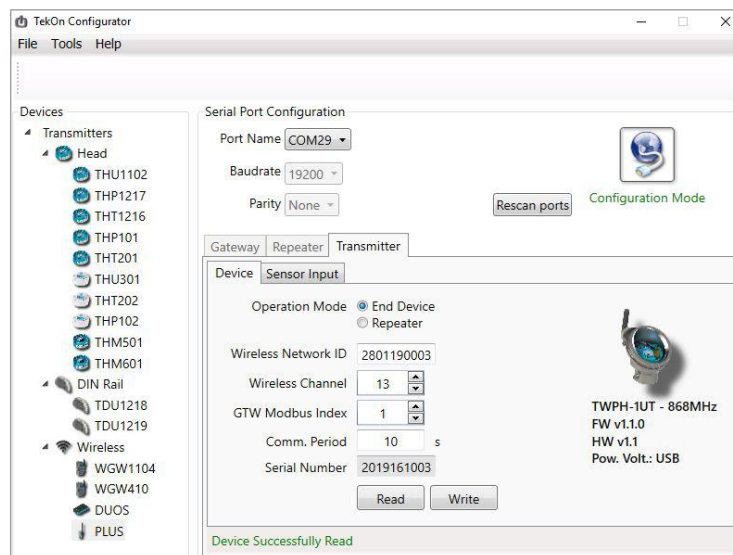 TekOn Configurator
File Tools Help
Devices
Transmitters
Head
THU1102
THP1217
THT1216
THP101
THT201
THU301
THT202
THP102
THM501
THM601
DIN Rail
TDU1218
TDU1219
Wireless
WGW1104
WGW410
DUOS
PLUS
Serial Port Configuration
Port Name COM29
Baudrate 19200
Parity None
Rescan ports
Configuration Mode
Gateway Repeater Transmitter
Device Sensor Input
Operation Mode End Device
Repeater
Wireless Network ID 2801190003
Wireless Channel 13
GTW Modbus Index 1
Comm. Period 10 s
Serial Number 2019161003
Read Write
TWPH-1UT - 868MHz
FW v1.1.0
HW v1.1
Pow. Volt.: USB
Device Successfully Read